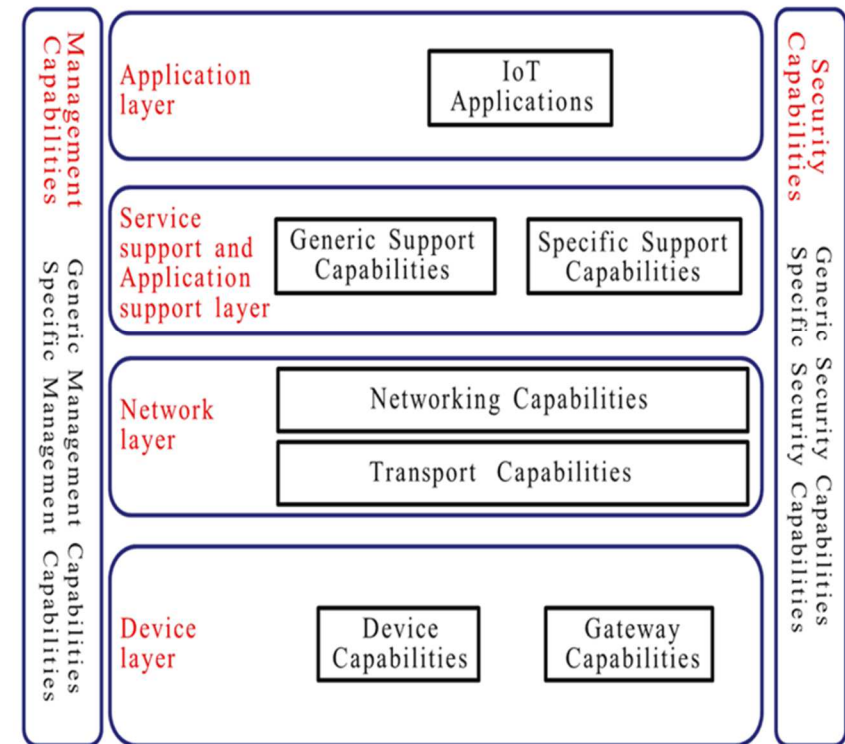 Management
Capabilities
Generic Management Capabilities
Specific Management Capabilities
Application
layer
IoT
Applications
Service
support and
Application
support layer
Generic Support
Capabilities
Specific Support
Capabilities
Network
layer
Networking Capabilities
Transport Capabilities
Device
layer
Device
Capabilities
Gateway
Capabilities
Security
Capabilities
Generic Security Capabilities
Specific Security Capabilities